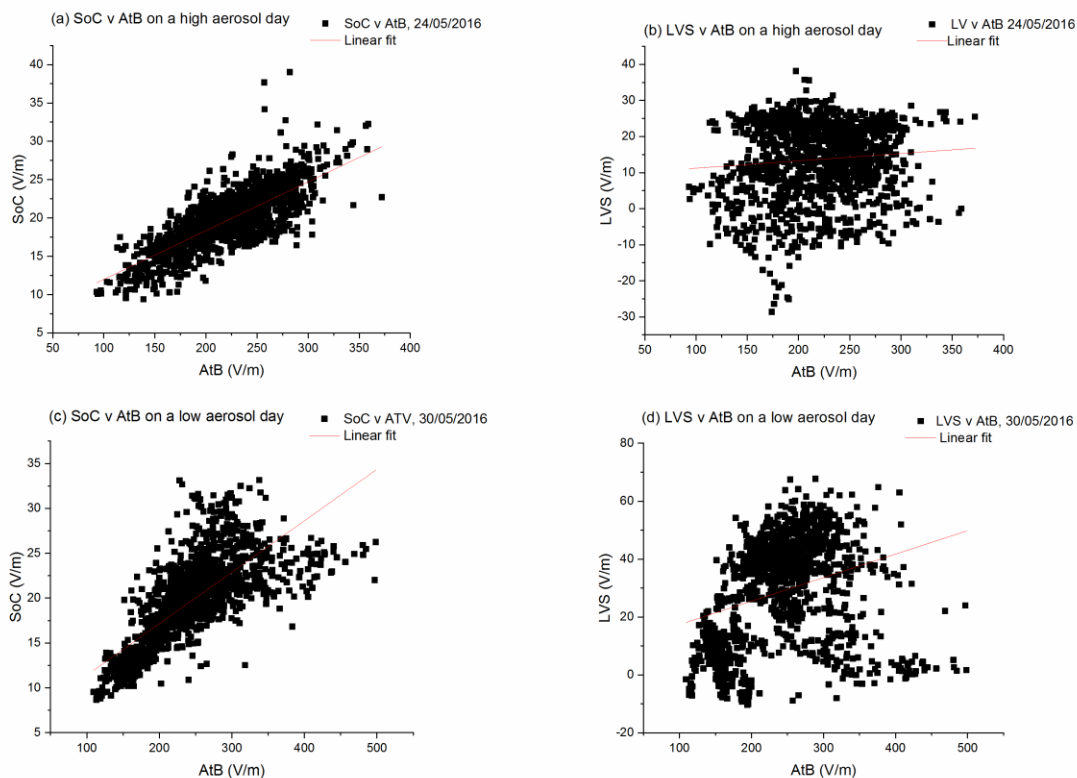 (a) SoC v AtB on a high aerosol day
SoC v AtB, 24/05/2016
Linear fit
40
35
30
25
20
15
10
5
SoC (V/m)
50 100 150 200 250 300 350 400
AtB (V/m)
(b) LVS v AtB on a high aerosol day
LV v AtB 24/05/2016
Linear fit
40
30
20
10
0
-10
-20
-30
LVS (V/m)
50 100 150 200 250 300 350 400
AtB (V/m)
(c) SoC v AtB on a low aerosol day
SoC v ATV, 30/05/2016
Linear fit
35
30
25
20
15
10
5
SoC (V/m)
100 200 300 400 500
AtB (V/m)
(d) LVS v AtB on a low aerosol day
LVS v AtB, 30/05/2016
Linear fit
80
60
40
20
0
-20
LVS (V/m)
100 200 300 400 500
AtB (V/m)